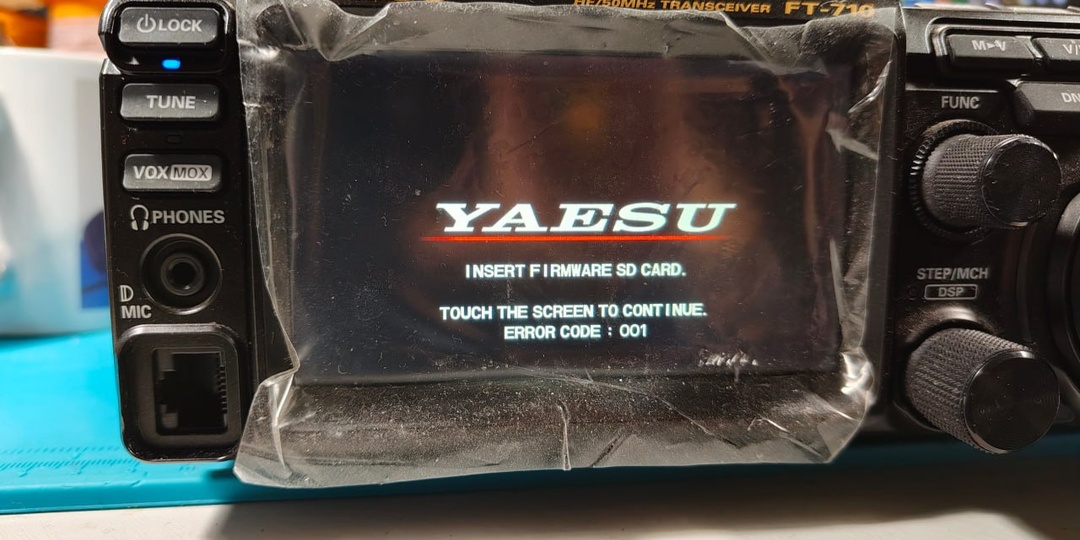 HF/50MHz TRANSCEIVER FT-710
LOCK
TUNE
VOX MOX
PHONES
MIC
YAESU
INSERT FIRMWARE SD CARD.
TOUCH THE SCREEN TO CONTINUE.
ERROR CODE : 001
FUNC
STEP/MCH
DSP